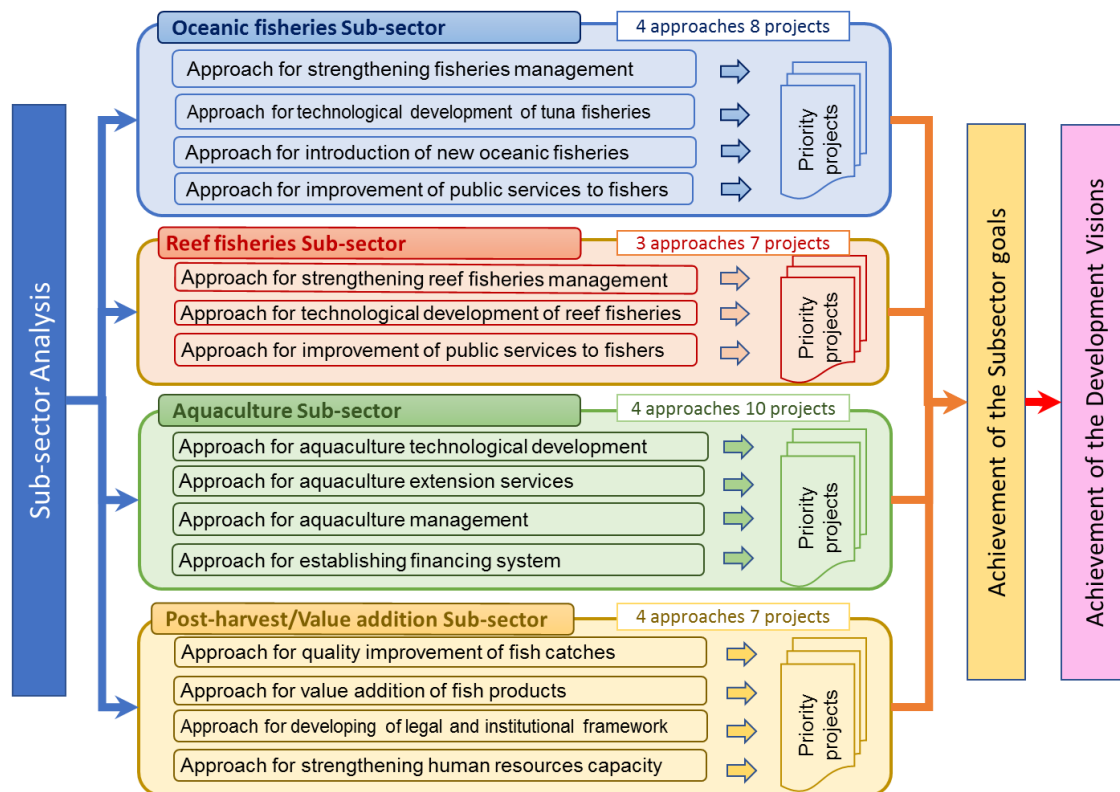 Sub-sector Analysis
Oceanic fisheries Sub-sector
4 approaches 8 projects
Approach for strengthening fisheries management
Approach for technological development of tuna fisheries
Approach for introduction of new oceanic fisheries
Approach for improvement of public services to fishers
Priority
projects
Reef fisheries Sub-sector
3 approaches 7 projects
Approach for strengthening reef fisheries management
Approach for technological development of reef fisheries
Approach for improvement of public services to fishers
Priority
projects
Aquaculture Sub-sector
4 approaches 10 projects
Approach for aquaculture technological development
Approach for aquaculture extension services
Approach for aquaculture management
Approach for establishing financing system
Priority
projects
Post-harvest/Value addition Sub-sector
4 approaches 7 projects
Approach for quality improvement of fish catches
Approach for value addition of fish products
Approach for developing of legal and institutional framework
Approach for strengthening human resources capacity
Priority
projects
Achievement of the Subsector goals
Achievement of the Development Visions